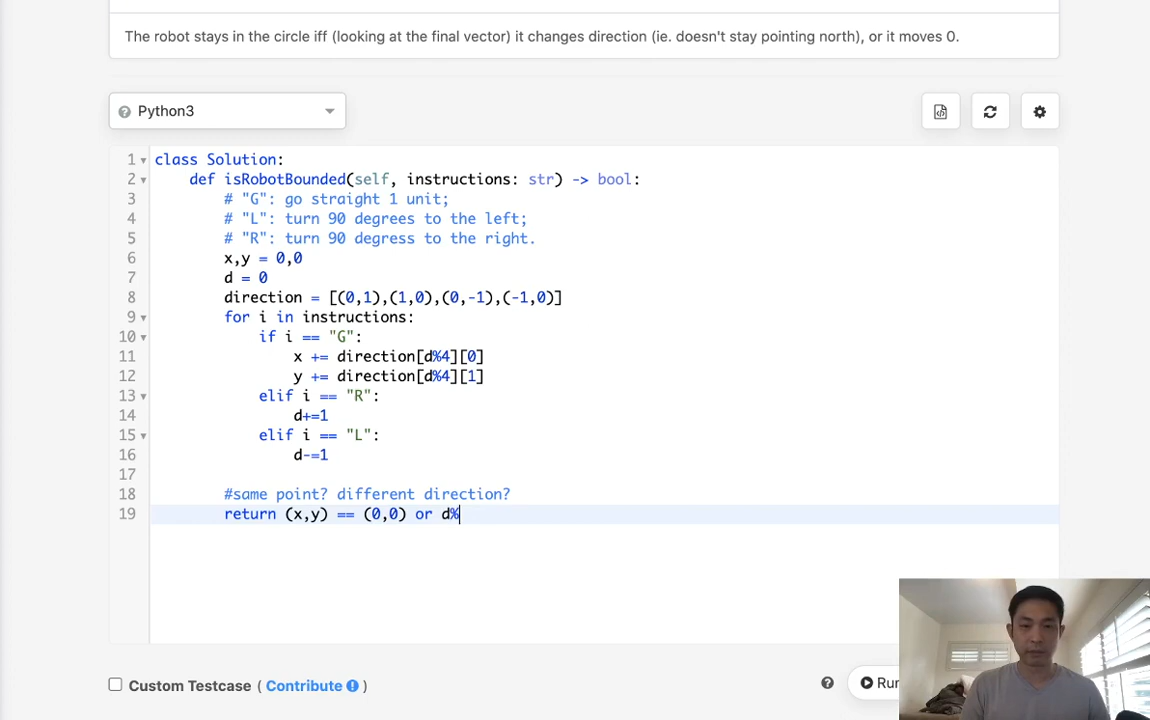 The robot stays in the circle iff (looking at the final vector) it changes direction (ie. doesn't stay pointing north), or it moves 0.
Python3
1 class Solution:
2 def isRobotBounded(self, instructions: str) -> bool:
3 # "G": go straight 1 unit;
4 # "L": turn 90 degrees to the left;
5 # "R": turn 90 degress to the right.
6 x,y = 0,0
7 d = 0
8 direction = [(0,1),(1,0),(0,-1),(-1,0)]
9 for i in instructions:
10 if i == "G":
11 x += direction[d%4][0]
12 y += direction[d%4][1]
13 elif i == "R":
14 d+=1
15 elif i == "L":
16 d-=1
17
18 #same point? different direction?
19 return (x,y) == (0,0) or d%
Custom Testcase ( Contribute )
Run